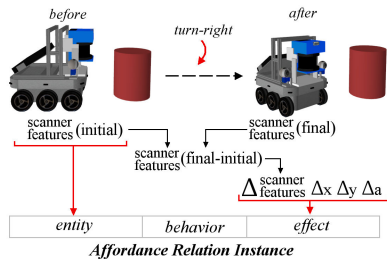 before
after
turn-right
scanner features (initial)
scanner features (final)
scanner features (final-initial)
Δ scanner features Δx Δy Δa
entity
behavior
effect
Affordance Relation Instance